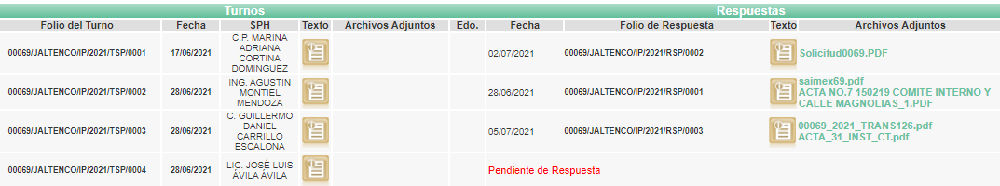 Turnos Respuestas
Folio del Turno Fecha SPH Texto Archivos Adjuntos Edo. Fecha Folio de Respuesta Texto Archivos Adjuntos
00069/JALTENCO/IP/2021/TSP/0001 17/06/2021 C.P. MARINA
ADRIANA
CORTINA
DOMINGUEZ
02/07/2021 00069/JALTENCO/IP/2021/RSP/0002 Solicitud0069.PDF
00069/JALTENCO/IP/2021/TSP/0002 28/06/2021 ING. AGUSTIN
MONTIEL
MENDOZA
28/06/2021 00069/JALTENCO/IP/2021/RSP/0001 saimex69.pdf
ACTA NO.7 150219 COMITE INTERNO Y
CALLE MAGNOLIAS_1.PDF
00069/JALTENCO/IP/2021/TSP/0003 28/06/2021 C. GUILLERMO
DANIEL
CARRILLO
ESCALONA
05/07/2021 00069/JALTENCO/IP/2021/RSP/0003 00069_2021_TRANS126.pdf
ACTA_31_INST_CT.pdf
00069/JALTENCO/IP/2021/TSP/0004 28/06/2021 LIC. JOSÉ LUIS
ÁVILA ÁVILA
Pendiente de Respuesta